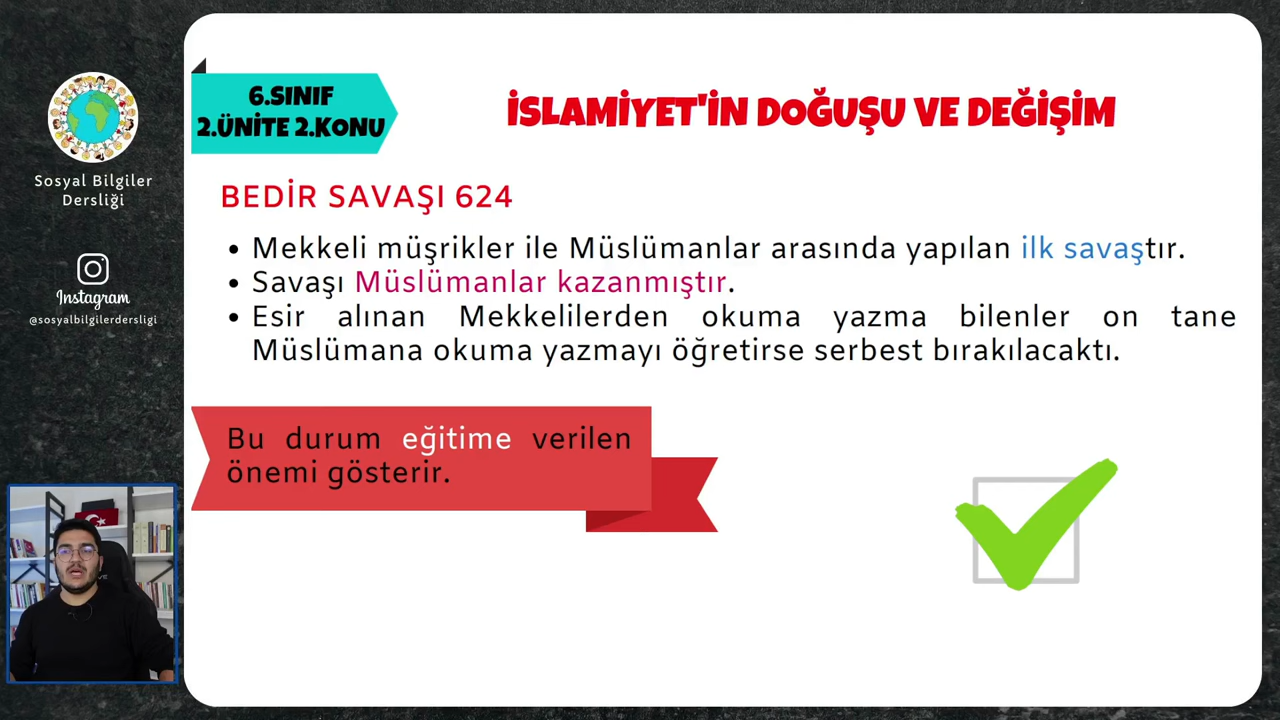 6.SINIF
2.ÜNİTE 2.KONU
İSLAMİYET'İN DOĞUŞU VE DEĞİŞİM
Sosyal Bilgiler
Dersliği
Instagram
@sosyalbilgilerdersligi
BEDİR SAVAŞI 624
• Mekkeli müşrikler ile Müslümanlar arasında yapılan ilk savaştır.
• Savaşı Müslümanlar kazanmıştır.
• Esir alınan Mekkelilerden okuma yazma bilenler on tane
Müslümana okuma yazmayı öğretirse serbest bırakılacaktı.
Bu durum eğitime verilen
önemi gösterir.